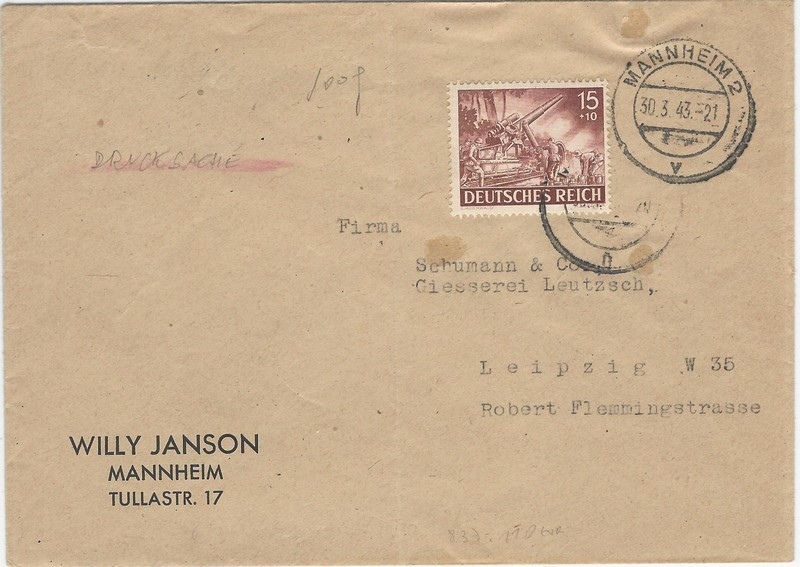 100g
DRUCKSACHE
MANNHEIM 2
30.3.43.-21
v
15
+10
DEUTSCHES REICH
n
Firma
Schumann & Co.,
Giesserei Leutzsch,
Leipzig W 35
Robert Flemmingstrasse
WILLY JANSON
MANNHEIM
TULLASTR. 17